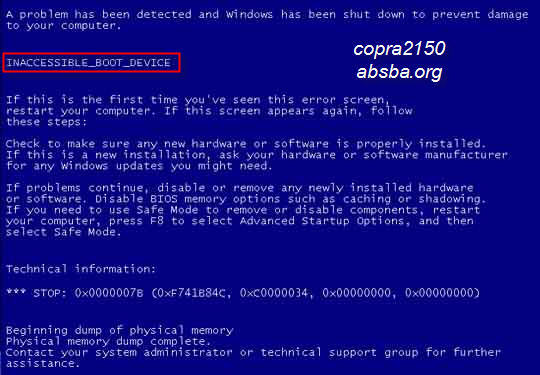 A problem has been detected and Windows has been shut down to prevent damage
to your computer.
copra2150
absba.org
INACCESSIBLE_BOOT_DEVICE
If this is the first time you've seen this error screen,
restart your computer. If this screen appears again, follow
these steps:
Check to make sure any new hardware or software is properly installed.
If this is a new installation, ask your hardware or software manufacturer
for any Windows updates you might need.
If problems continue, disable or remove any newly installed hardware
or software. Disable BIOS memory options such as caching or shadowing.
If you need to use Safe Mode to remove or disable components, restart
your computer, press F8 to select Advanced Startup Options, and then
select Safe Mode.
Technical information:
*** STOP: 0x0000007B (0xF741B84C, 0xC0000034, 0x00000000, 0x00000000)
Beginning dump of physical memory
Physical memory dump complete.
Contact your system administrator or technical support group for further
assistance.